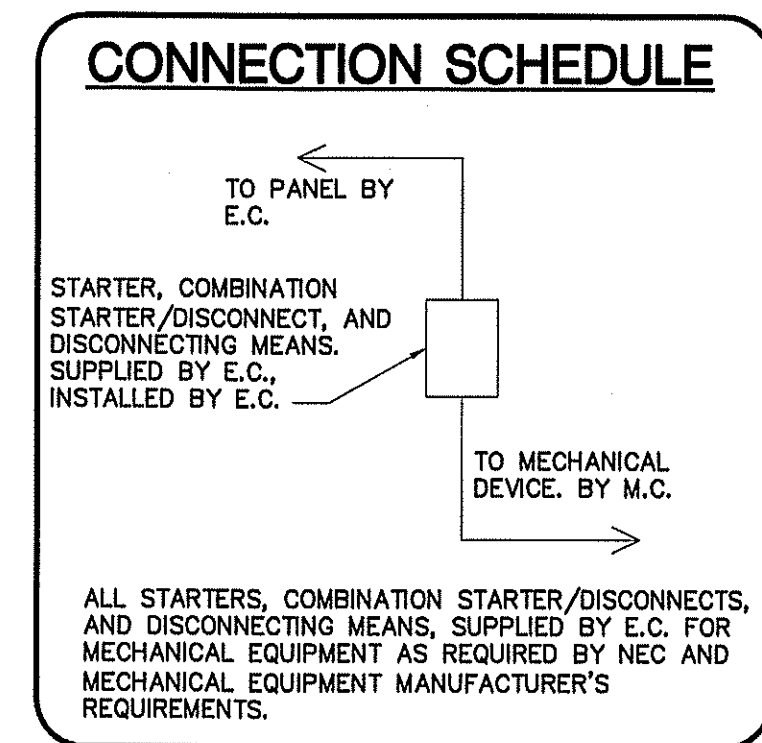 CONNECTION SCHEDULE
TO PANEL BY
E.C.
STARTER, COMBINATION
STARTER/DISCONNECT, AND
DISCONNECTING MEANS.
SUPPLIED BY E.C.,
INSTALLED BY E.C.
TO MECHANICAL
DEVICE. BY M.C.
ALL STARTERS, COMBINATION STARTER/DISCONNECTS,
AND DISCONNECTING MEANS, SUPPLIED BY E.C. FOR
MECHANICAL EQUIPMENT AS REQUIRED BY NEC AND
MECHANICAL EQUIPMENT MANUFACTURER'S
REQUIREMENTS.